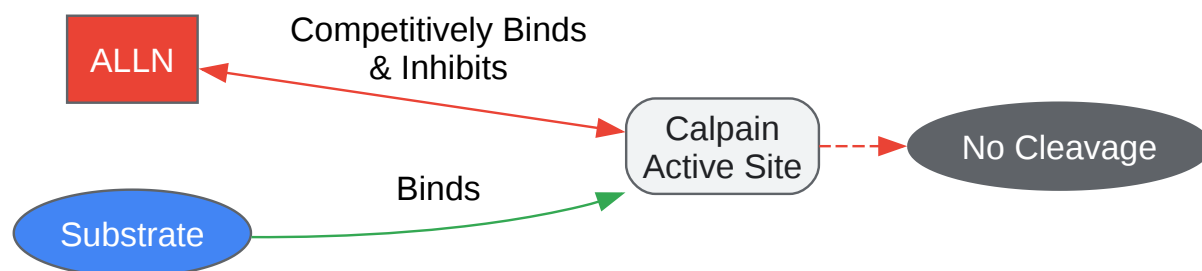 ALLN
Competitively Binds
& Inhibits
Calpain
Active Site
No Cleavage
Binds
Substrate